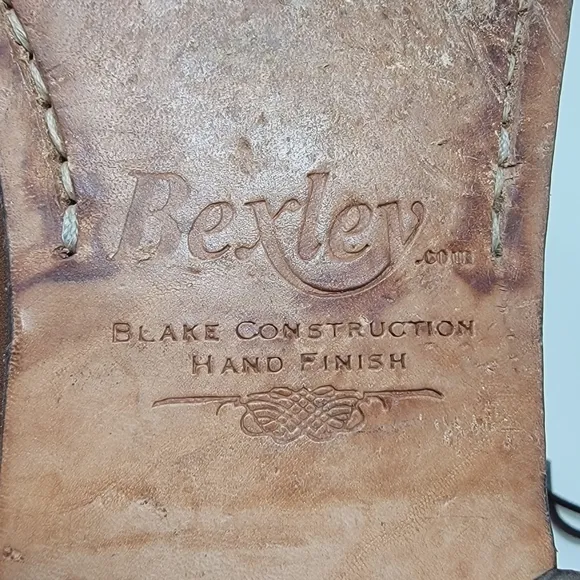 Bexley.com
BLAKE CONSTRUCTION
HAND FINISH